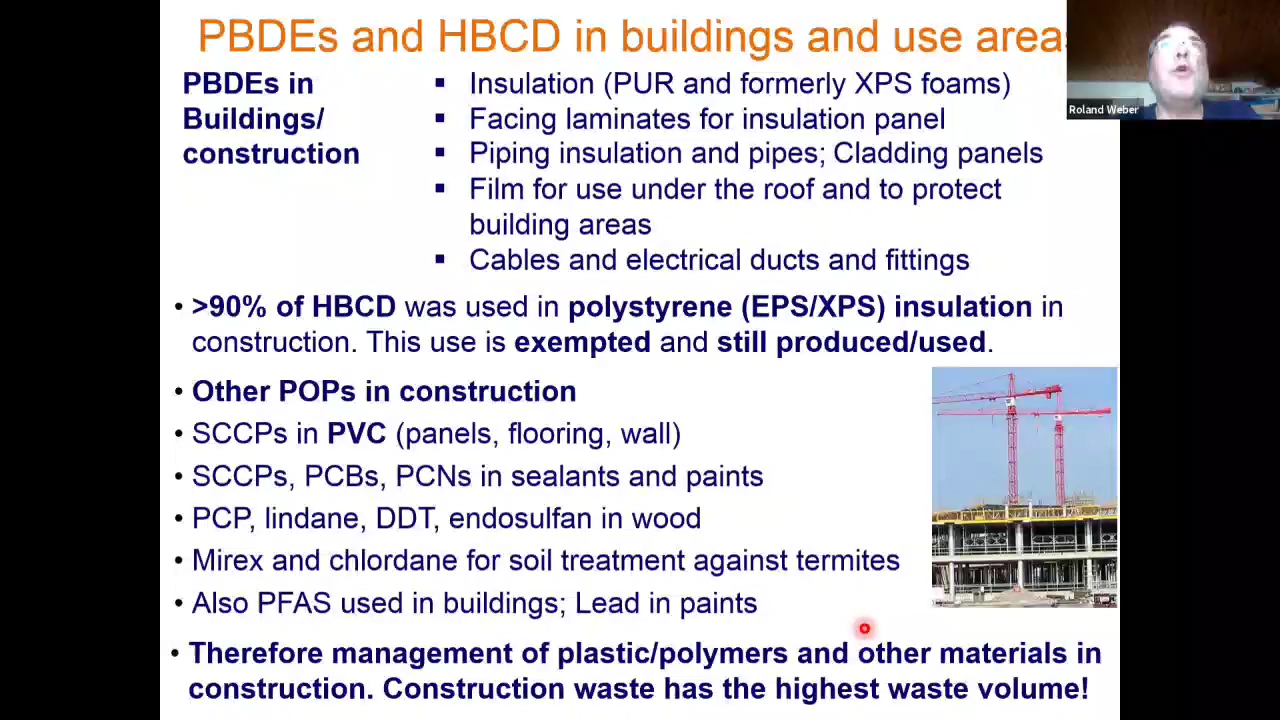 PBDEs and HBCD in buildings and use areas
Roland Weber
PBDEs in
Buildings/
construction
▪ Insulation (PUR and formerly XPS foams)
▪ Facing laminates for insulation panel
▪ Piping insulation and pipes; Cladding panels
▪ Film for use under the roof and to protect
building areas
▪ Cables and electrical ducts and fittings
• >90% of HBCD was used in polystyrene (EPS/XPS) insulation in
construction. This use is exempted and still produced/used.
• Other POPs in construction
• SCCPs in PVC (panels, flooring, wall)
• SCCPs, PCBs, PCNs in sealants and paints
• PCP, lindane, DDT, endosulfan in wood
• Mirex and chlordane for soil treatment against termites
• Also PFAS used in buildings; Lead in paints
• Therefore management of plastic/polymers and other materials in
construction. Construction waste has the highest waste volume!